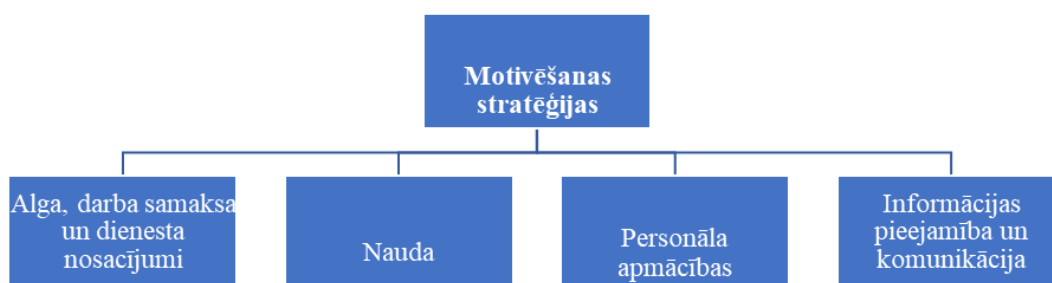 Motivēšanas
stratēģijas
Alga, darba samaksa
un dienesta
nosacījumi
Nauda
Personāla
apmācības
Informācijas
pieejamība un
komunikācija